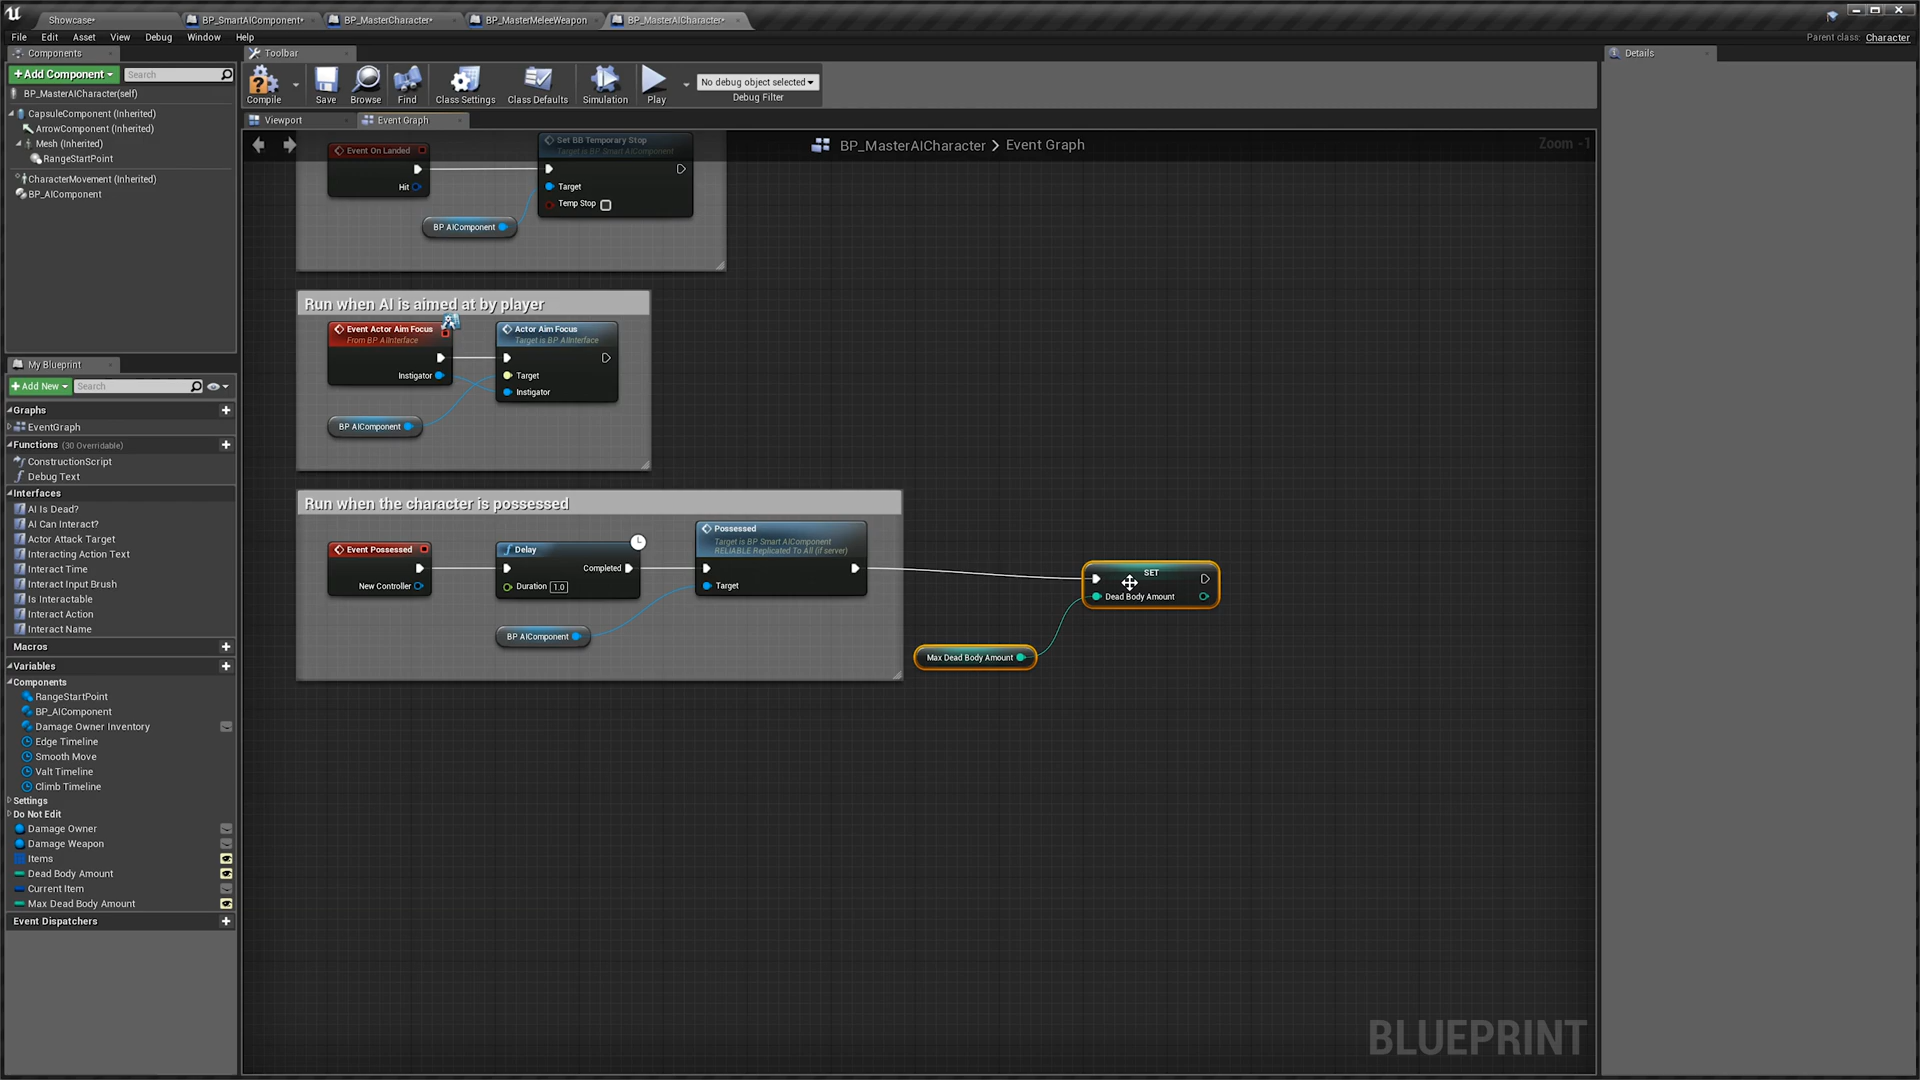 Showcase*
BP_SmartAIComponent*
BP_MasterCharacter*
BP_MasterMeleeWeapon
BP_MasterAICharacter*
File Edit Asset View Debug Window Help
Parent class: Character
Components
Toolbar
Details
+Add Component
Search
BP_MasterAICharacter(self)
CapsuleComponent (Inherited)
ArrowComponent (Inherited)
Mesh (Inherited)
RangeStartPoint
CharacterMovement (Inherited)
BP_AIComponent
Compile
Save
Browse
Find
Class Settings
Class Defaults
Simulation
Play
No debug object selected
Debug Filter
Viewport
Event Graph
BP_MasterAICharacter > Event Graph
Zoom -1
Event On Landed
Hit
Set BB Temporary Stop
Target is BP Smart AIComponent
Target
Temp Stop
BP AIComponent
Run when AI is aimed at by player
Event Actor Aim Focus
From BP AIInterface
Instigator
Actor Aim Focus
Target is BP AIInterface
Target
Instigator
BP AIComponent
Run when the character is possessed
Event Possessed
New Controller
Delay
Completed
Duration 1.0
Possessed
Target is BP Smart AIComponent
RELIABLE Replicated To All (if server)
Target
BP AIComponent
SET
Dead Body Amount
Max Dead Body Amount
My Blueprint
+Add New
Search
Graphs
EventGraph
Functions (30 Overridable)
ConstructionScript
Debug Text
Interfaces
AI Is Dead?
AI Can Interact?
Actor Attack Target
Interacting Action Text
Interact Time
Interact Input Brush
Is Interactable
Interact Action
Interact Name
Macros
Variables
Components
RangeStartPoint
BP_AIComponent
Damage Owner Inventory
Edge Timeline
Smooth Move
Valt Timeline
Climb Timeline
Settings
Do Not Edit
Damage Owner
Damage Weapon
Items
Dead Body Amount
Current Item
Max Dead Body Amount
Event Dispatchers
BLUEPRINT